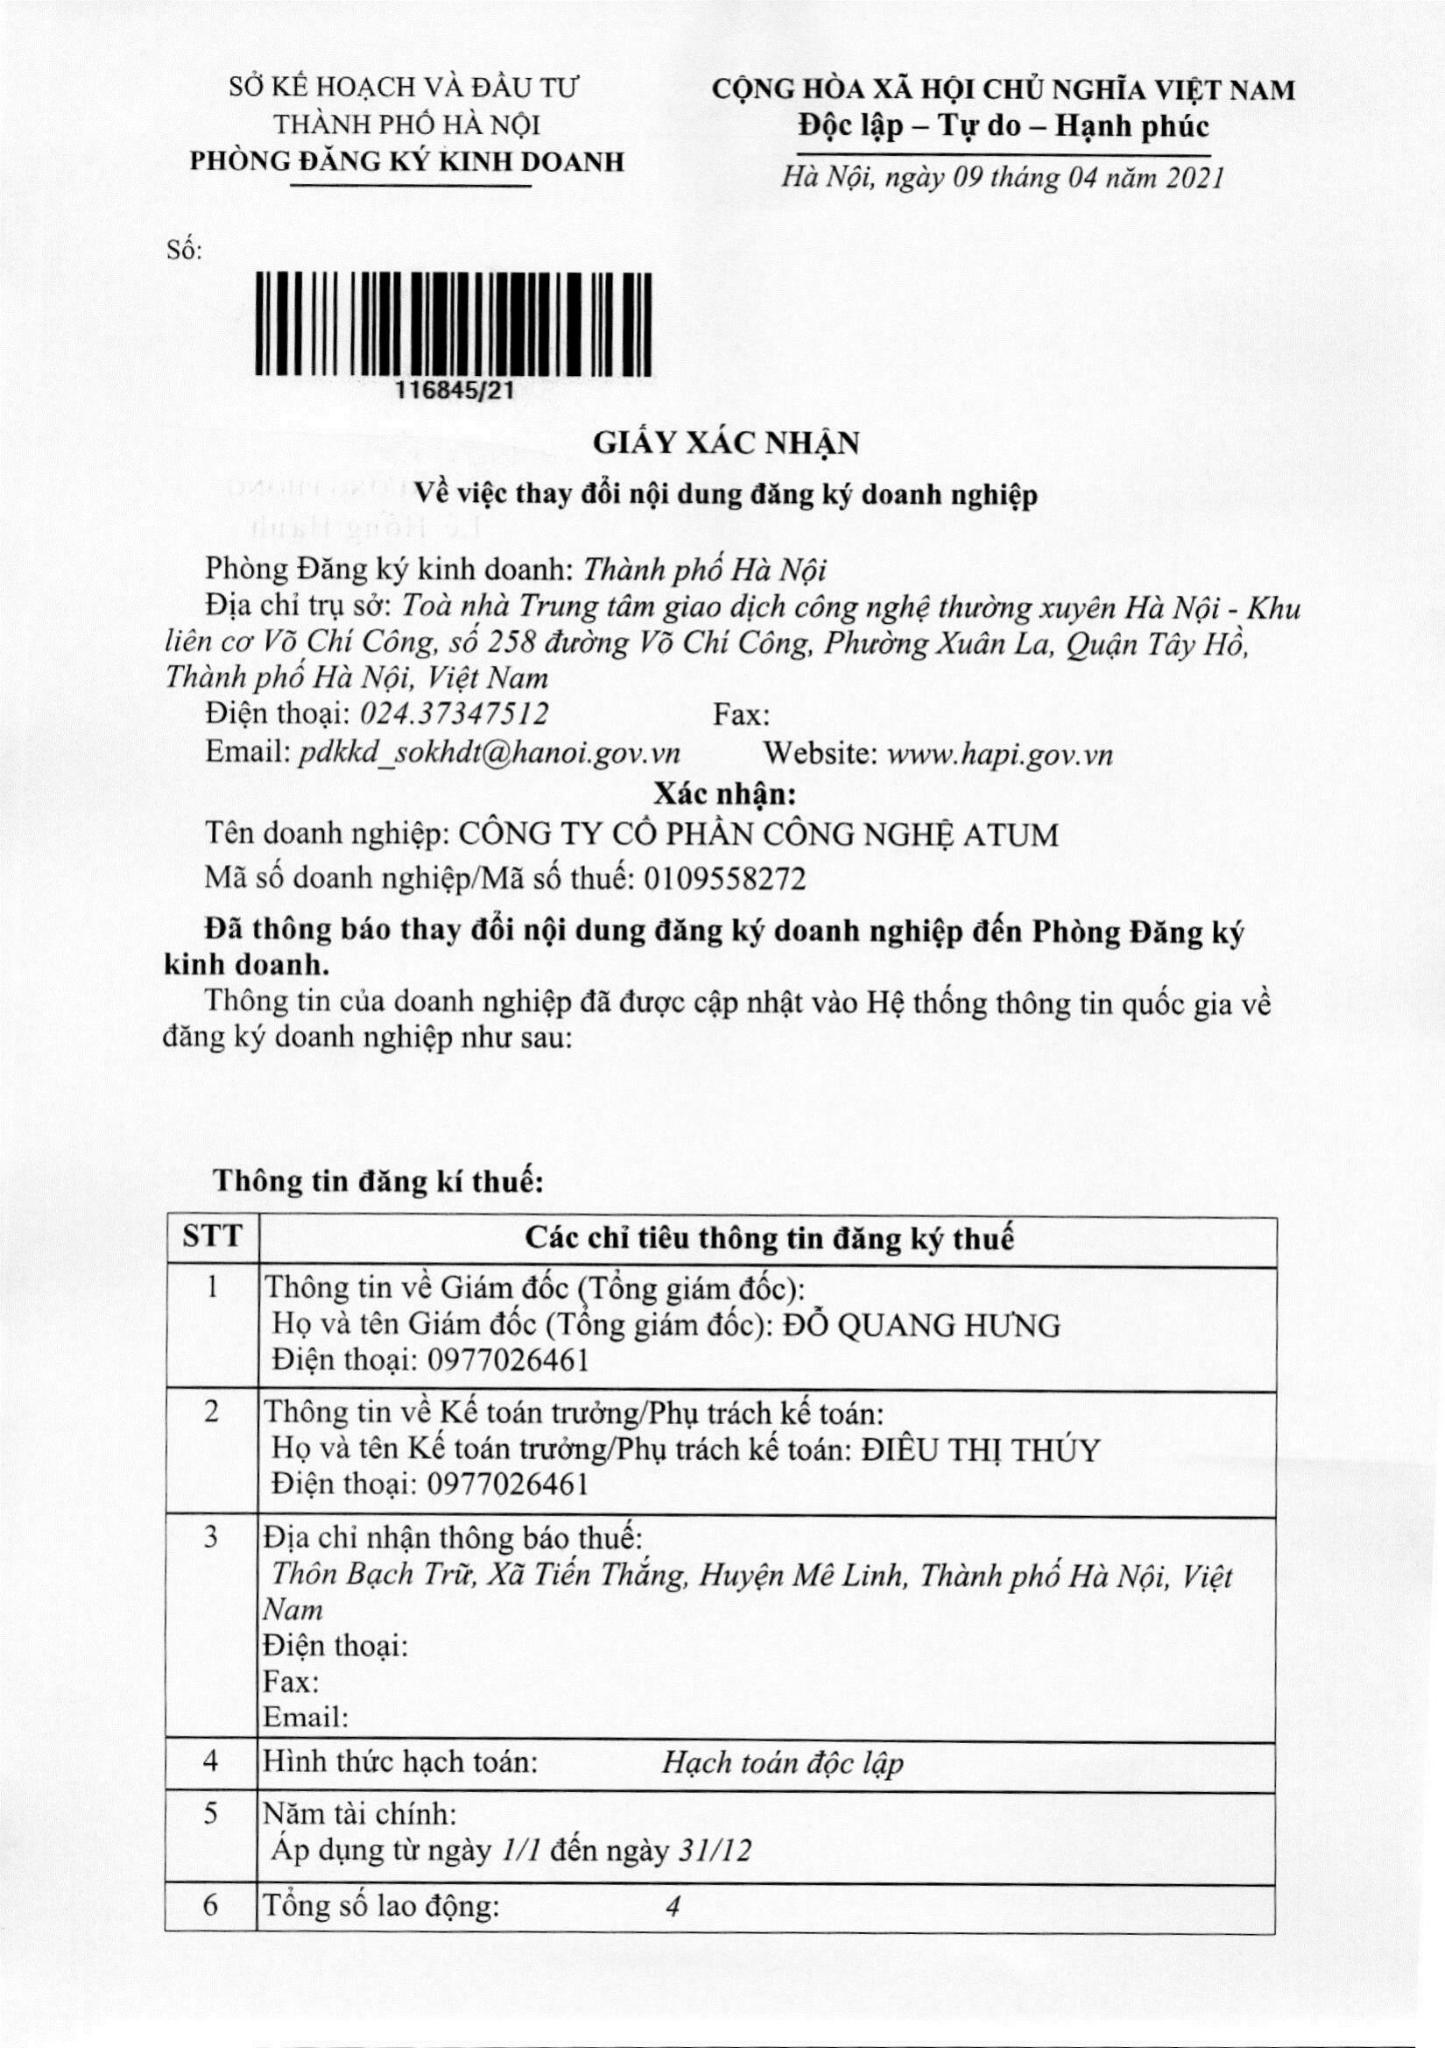 SỞ KẾ HOẠCH VÀ ĐẦU TƯ
THÀNH PHỐ HÀ NỘI
PHÒNG ĐĂNG KÝ KINH DOANH
CỘNG HÒA XÃ HỘI CHỦ NGHĨA VIỆT NAM
Độc lập – Tự do – Hạnh phúc
Hà Nội, ngày 09 tháng 04 năm 2021
Số:
116845/21
GIẤY XÁC NHẬN
Về việc thay đổi nội dung đăng ký doanh nghiệp
Phòng Đăng ký kinh doanh: Thành phố Hà Nội
Địa chỉ trụ sở: Toà nhà Trung tâm giao dịch công nghệ thường xuyên Hà Nội - Khu
liên cơ Võ Chí Công, số 258 đường Võ Chí Công, Phường Xuân La, Quận Tây Hồ,
Thành phố Hà Nội, Việt Nam
Điện thoại: 024.37347512 Fax:
Email: pdkkd_sokhdt@hanoi.gov.vn Website: www.hapi.gov.vn
Xác nhận:
Tên doanh nghiệp: CÔNG TY CỔ PHẦN CÔNG NGHỆ ATUM
Mã số doanh nghiệp/Mã số thuế: 0109558272
Đã thông báo thay đổi nội dung đăng ký doanh nghiệp đến Phòng Đăng ký
kinh doanh.
Thông tin của doanh nghiệp đã được cập nhật vào Hệ thống thông tin quốc gia về
đăng ký doanh nghiệp như sau:
Thông tin đăng kí thuế:
STT Các chỉ tiêu thông tin đăng ký thuế
1 Thông tin về Giám đốc (Tổng giám đốc):
Họ và tên Giám đốc (Tổng giám đốc): ĐỖ QUANG HƯNG
Điện thoại: 0977026461
2 Thông tin về Kế toán trưởng/Phụ trách kế toán:
Họ và tên Kế toán trưởng/Phụ trách kế toán: ĐIÊU THỊ THÚY
Điện thoại: 0977026461
3 Địa chỉ nhận thông báo thuế:
Thôn Bạch Trữ, Xã Tiến Thắng, Huyện Mê Linh, Thành phố Hà Nội, Việt
Nam
Điện thoại:
Fax:
Email:
4 Hình thức hạch toán: Hạch toán độc lập
5 Năm tài chính:
Áp dụng từ ngày 1/1 đến ngày 31/12
6 Tổng số lao động: 4